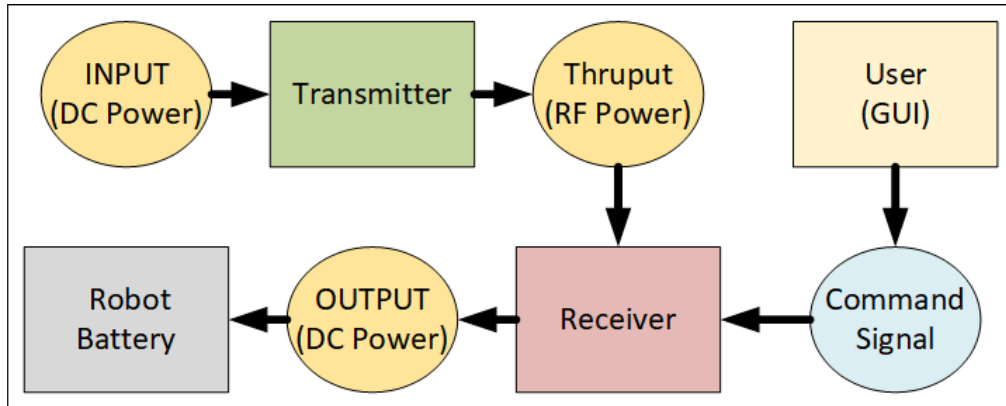 INPUT
(DC Power)
Transmitter
Thruput
(RF Power)
User
(GUI)
Robot
Battery
OUTPUT
(DC Power)
Receiver
Command
Signal